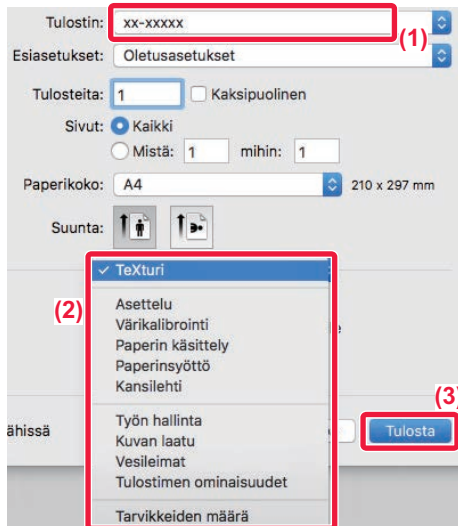 Tulostin: xx-xxxxx
(1)
Esiasetukset: Oletusasetukset
Tulosteita: 1 Kaksipuolinen
Sivut: Kaikki
Mistä: 1 mihin: 1
Paperikoko: A4 210 x 297 mm
Suunta:
✓ TeXturi
(2)
Asettelu
Värikalibrointi
Paperin käsittely
Paperinsyöttö
Kansilehti
(3)
Työn hallinta
ähissä Tulosta
Kuvan laatu
Vesileimat
Tulostimen ominaisuudet
Tarvikkeiden määrä